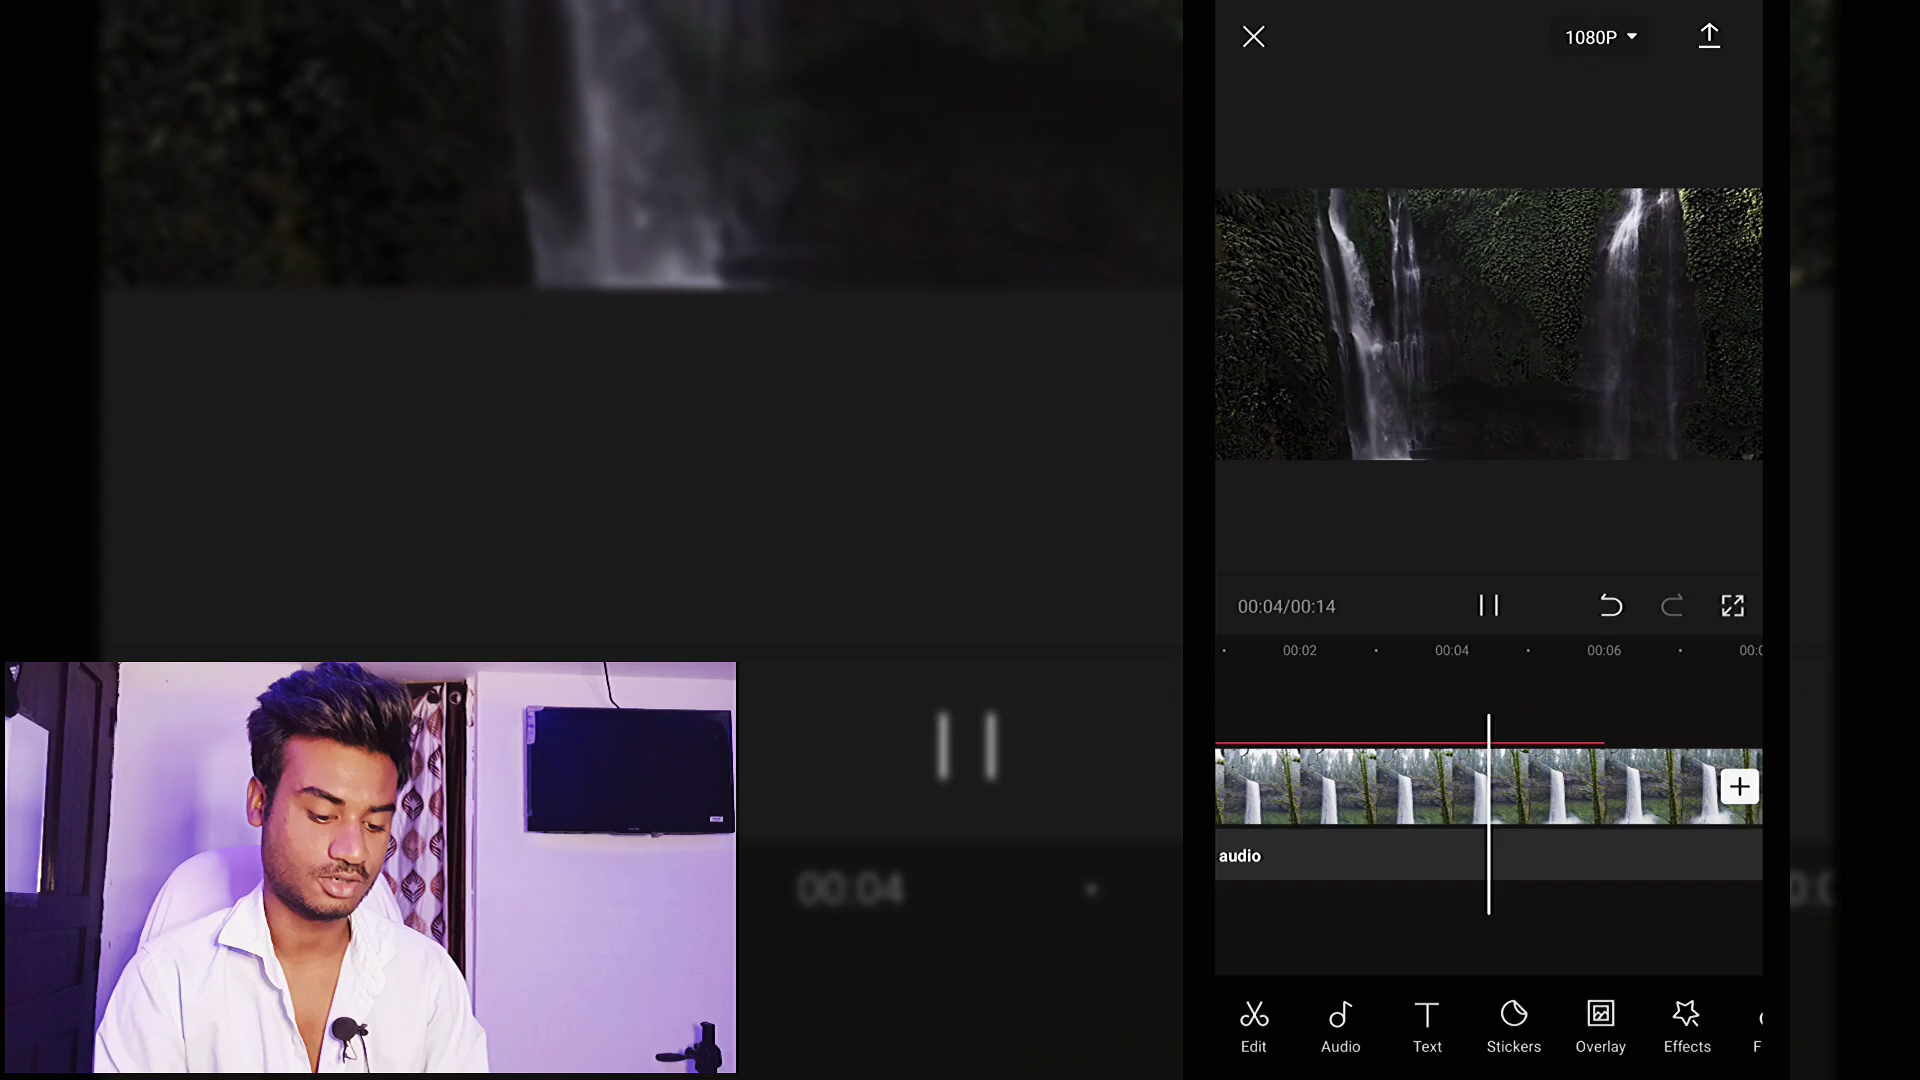 1080P
00:04/00:14
00:02
00:04
00:06
audio
Edit
Audio
Text
Stickers
Overlay
Effects
F
00:04